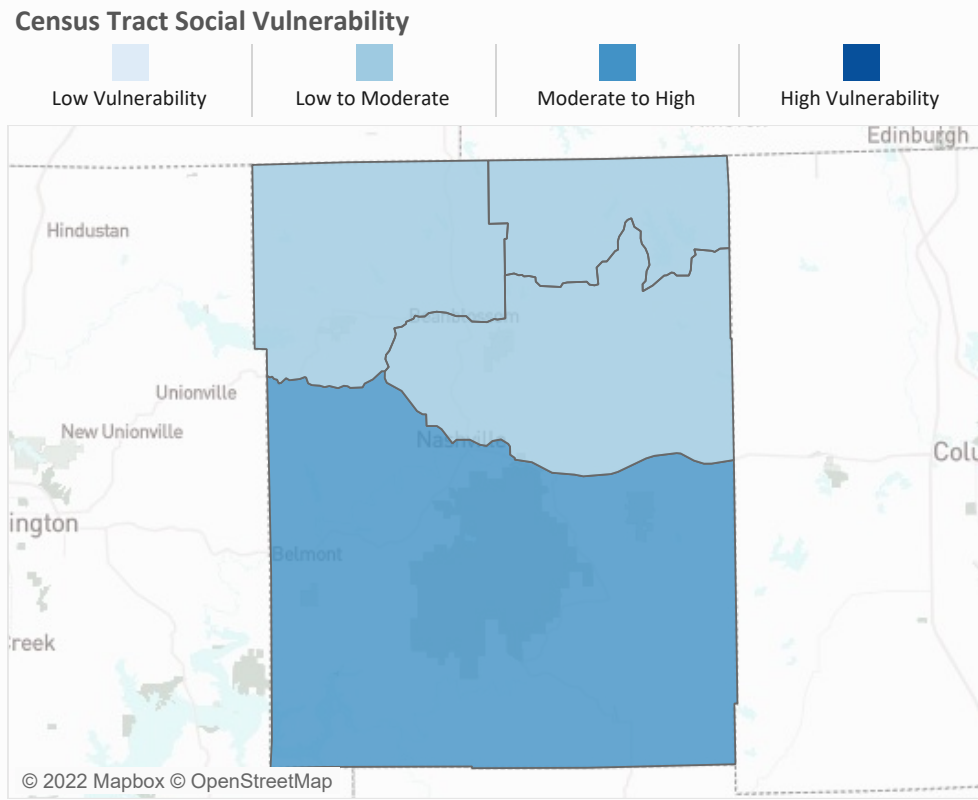 Census Tract Social Vulnerability
Low Vulnerability
Low to Moderate
Moderate to High
High Vulnerability
Edinburgh
Hindustan
Beanblossom
Unionville
New Unionville
Nashville
Colu
ington
Belmont
reek
© 2022 Mapbox © OpenStreetMap